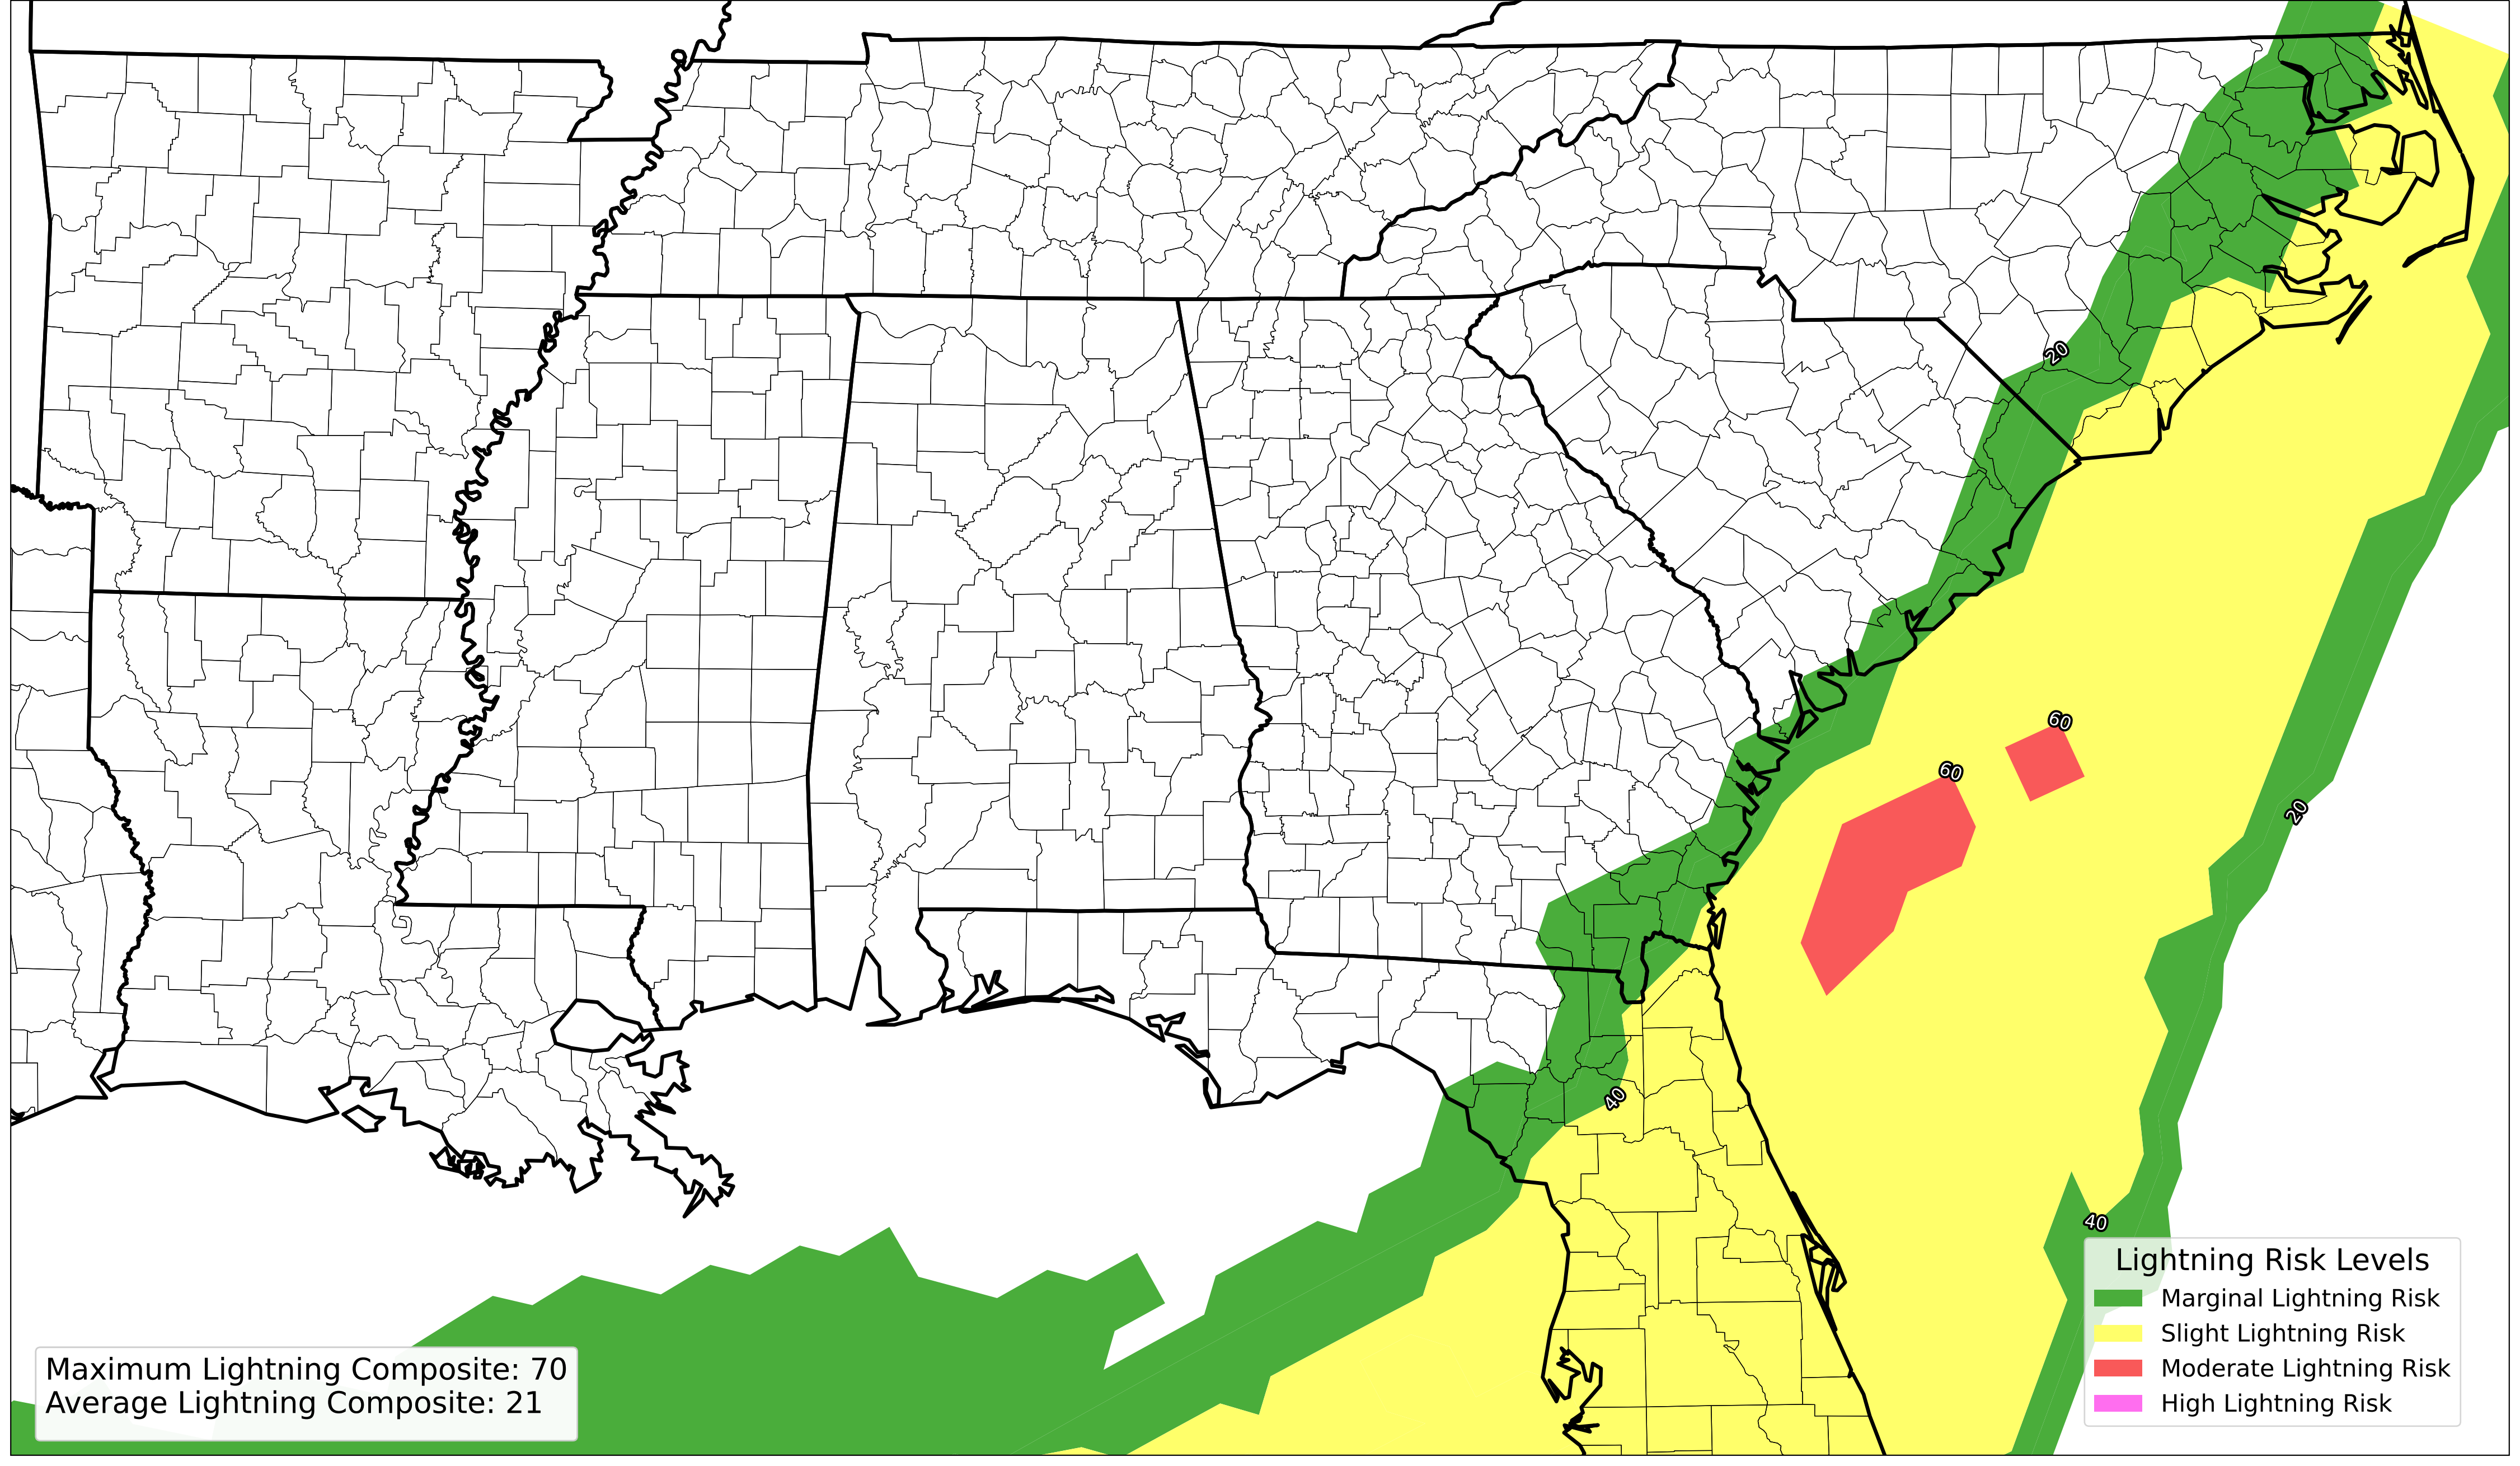 20
60
60
20
40
40
Lightning Risk Levels
Marginal Lightning Risk
Slight Lightning Risk
Moderate Lightning Risk
High Lightning Risk
Maximum Lightning Composite: 70
Average Lightning Composite: 21